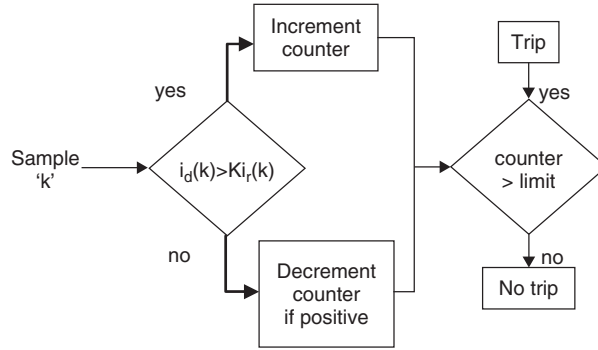 Increment
counter
Trip
yes
yes
Sample
'k'
i_d(k)>Ki_r(k)
counter
> limit
no
no
Decrement
counter
if positive
No trip